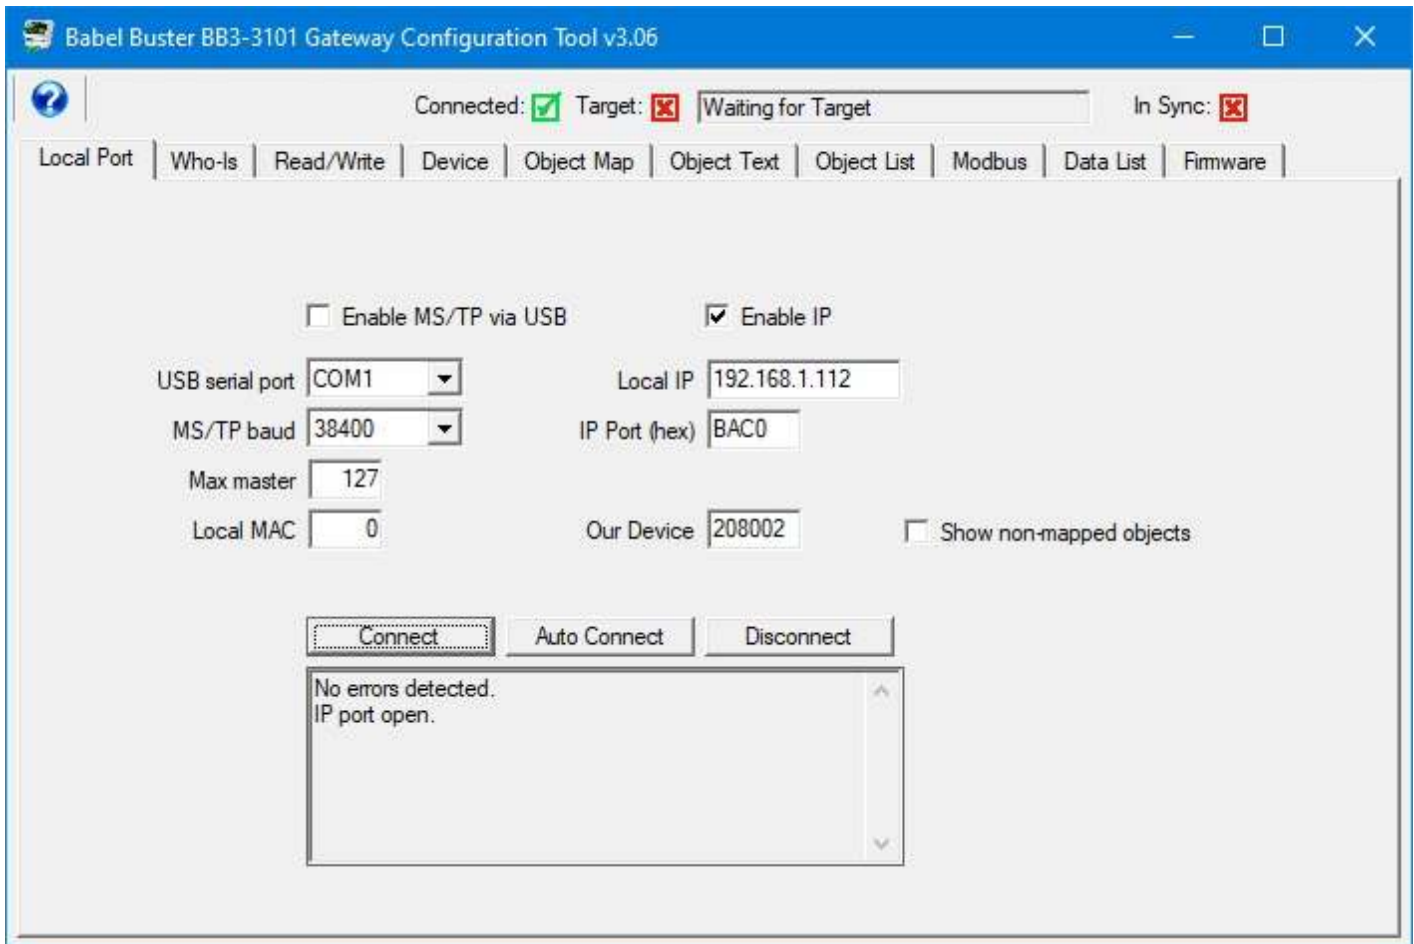 Babel Buster BB3-3101 Gateway Configuration Tool v3.06
Connected: Target: Waiting for Target In Sync:
Local Port Who-Is Read/Write Device Object Map Object Text Object List Modbus Data List Firmware
Enable MS/TP via USB Enable IP
USB serial port COM1 Local IP 192.168.1.112
MS/TP baud 38400 IP Port (hex) BAC0
Max master 127
Local MAC 0 Our Device 208002 Show non-mapped objects
Connect Auto Connect Disconnect
No errors detected.
IP port open.